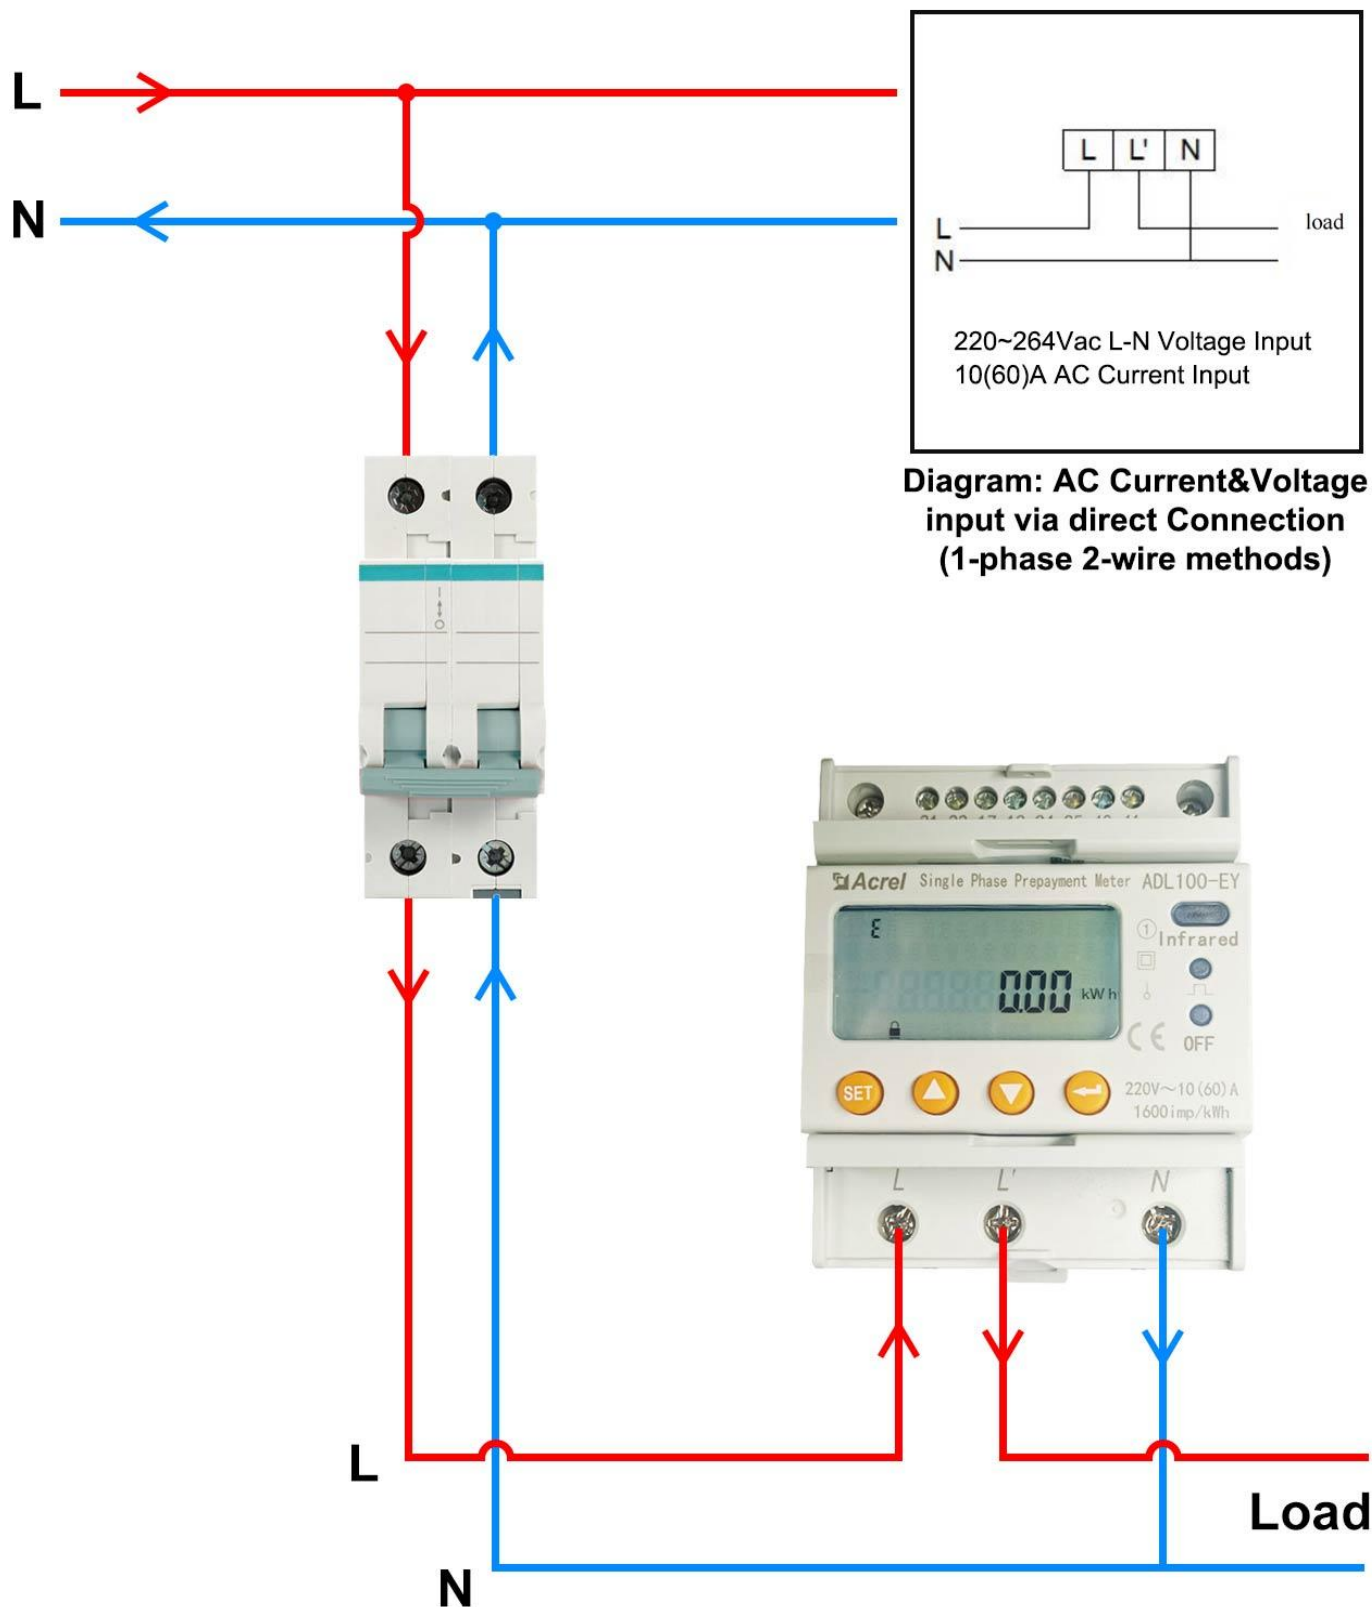 L
N
L L' N
L
load
N
220~264Vac L-N Voltage Input
10(60)A AC Current Input
Diagram: AC Current&Voltage
input via direct Connection
(1-phase 2-wire methods)
I
O
Acrel Single Phase Prepayment Meter ADL100-EY
1
Infrared
0.00 kWh
CE OFF
SET
220V～10(60)A
1600imp/kWh
L L' N
L
Load
N